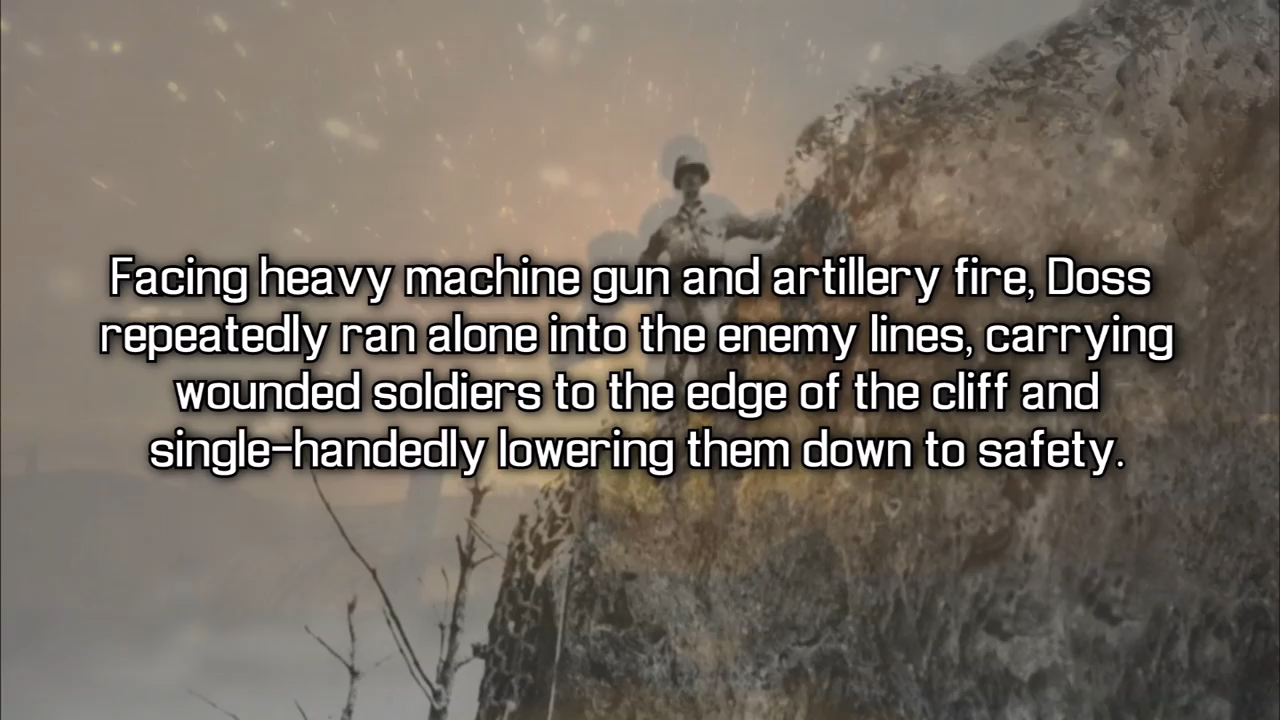 Facing heavy machine gun and artillery fire, Doss
repeatedly ran alone into the enemy lines, carrying
wounded soldiers to the edge of the cliff and
single-handedly lowering them down to safety.